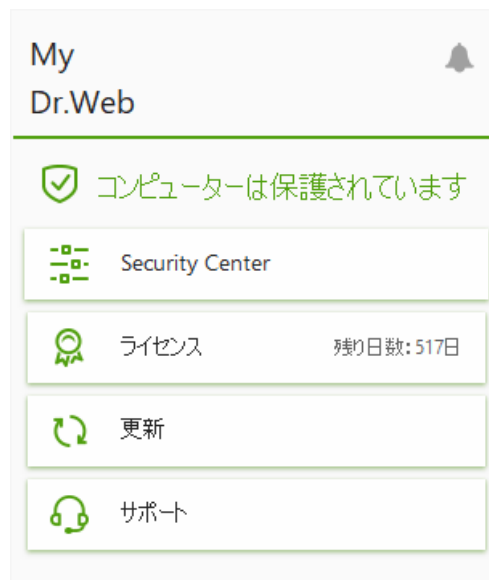 My
Dr.Web
コンピューターは保護されています
Security Center
ライセンス 残り日数: 517日
更新
サポート